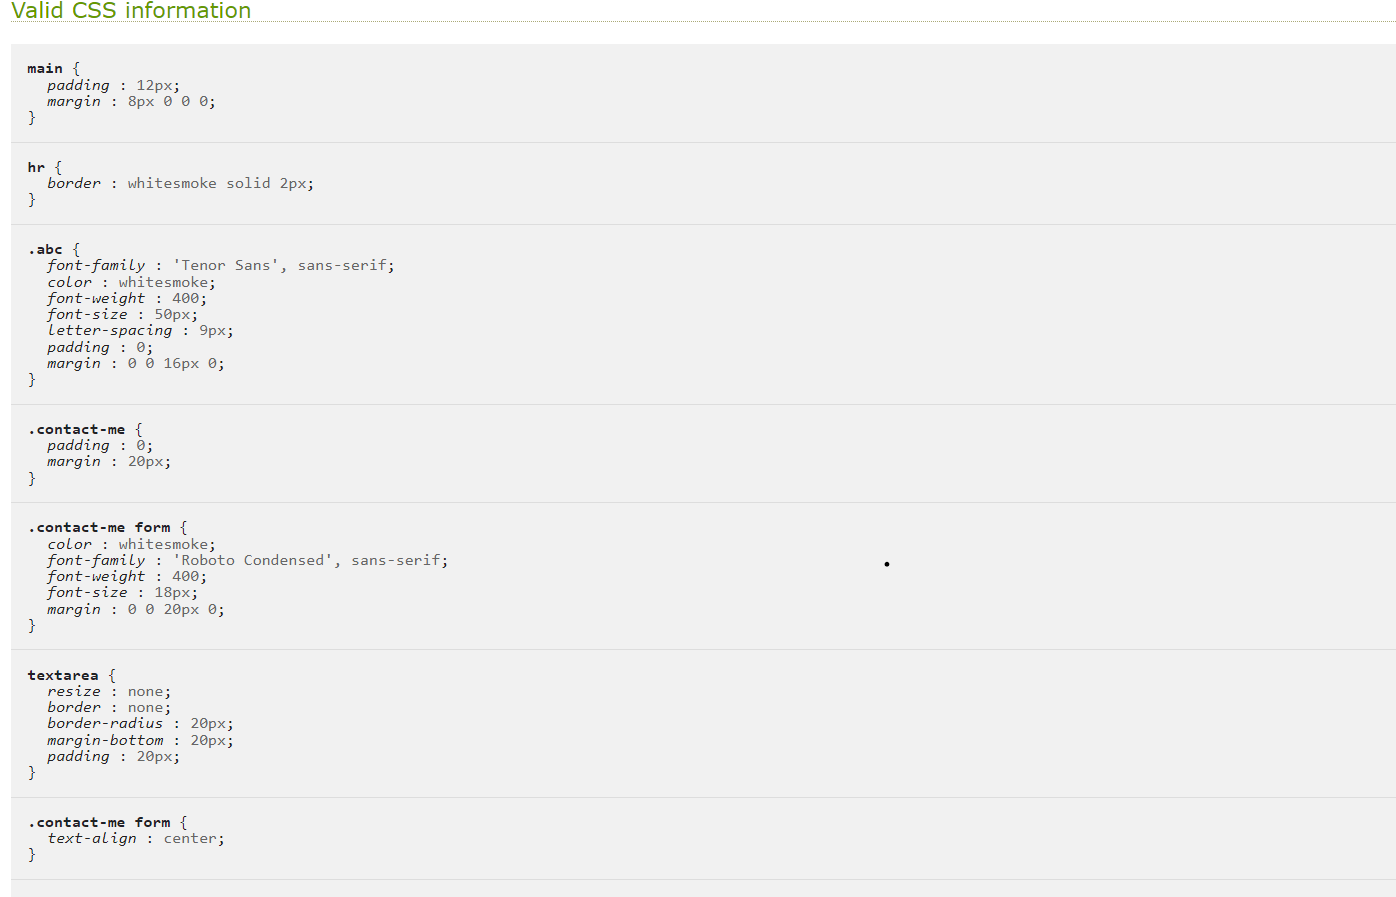 Valid CSS information
main {
padding : 12px;
margin : 8px 0 0 0;
}
hr {
border : whitesmoke solid 2px;
}
.abc {
font-family : 'Tenor Sans', sans-serif;
color : whitesmoke;
font-weight : 400;
font-size : 50px;
letter-spacing : 9px;
padding : 0;
margin : 0 0 16px 0;
}
.contact-me {
padding : 0;
margin : 20px;
}
.contact-me form {
color : whitesmoke;
font-family : 'Roboto Condensed', sans-serif;
font-weight : 400;
font-size : 18px;
margin : 0 0 20px 0;
}
textarea {
resize : none;
border : none;
border-radius : 20px;
margin-bottom : 20px;
padding : 20px;
}
.contact-me form {
text-align : center;
}